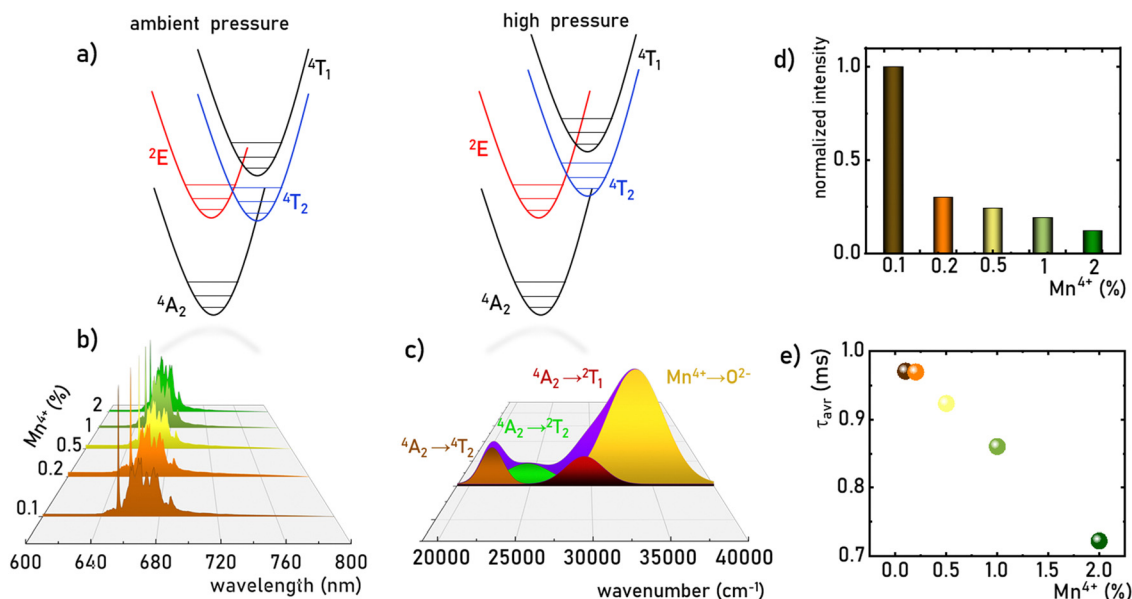 ambient pressure
high pressure
a)
⁴T₁
²E
⁴T₂
⁴A₂
⁴T₁
²E
⁴T₂
⁴A₂
b)
Mn⁴⁺ (%)
2
1
0.5
0.2
0.1
600 640 680 720 760 800
wavelength (nm)
c)
⁴A₂→²T₁
Mn⁴⁺→O²⁻
⁴A₂→²T₂
⁴A₂→⁴T₂
20000 25000 30000 35000 40000
wavenumber (cm⁻¹)
d)
normalized intensity
1.0
0.5
0.0
0.1 0.2 0.5 1 2
Mn⁴⁺ (%)
e)
τavr (ms)
1.0
0.9
0.8
0.7
0.0 0.5 1.0 1.5 2.0
Mn⁴⁺ (%)